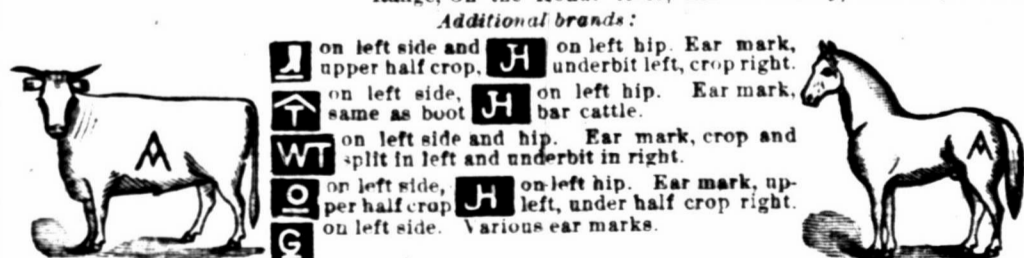 Additional brands:
on left side and JH on left hip. Ear mark,
upper half crop, underbit left, crop right.
T on left side, JH on left hip. Ear mark,
same as boot bar cattle.
WT on left side and hip. Ear mark, crop and
split in left and underbit in right.
O on left side, JH on left hip. Ear mark, up-
per half crop left, under half crop right.
G on left side. Various ear marks.